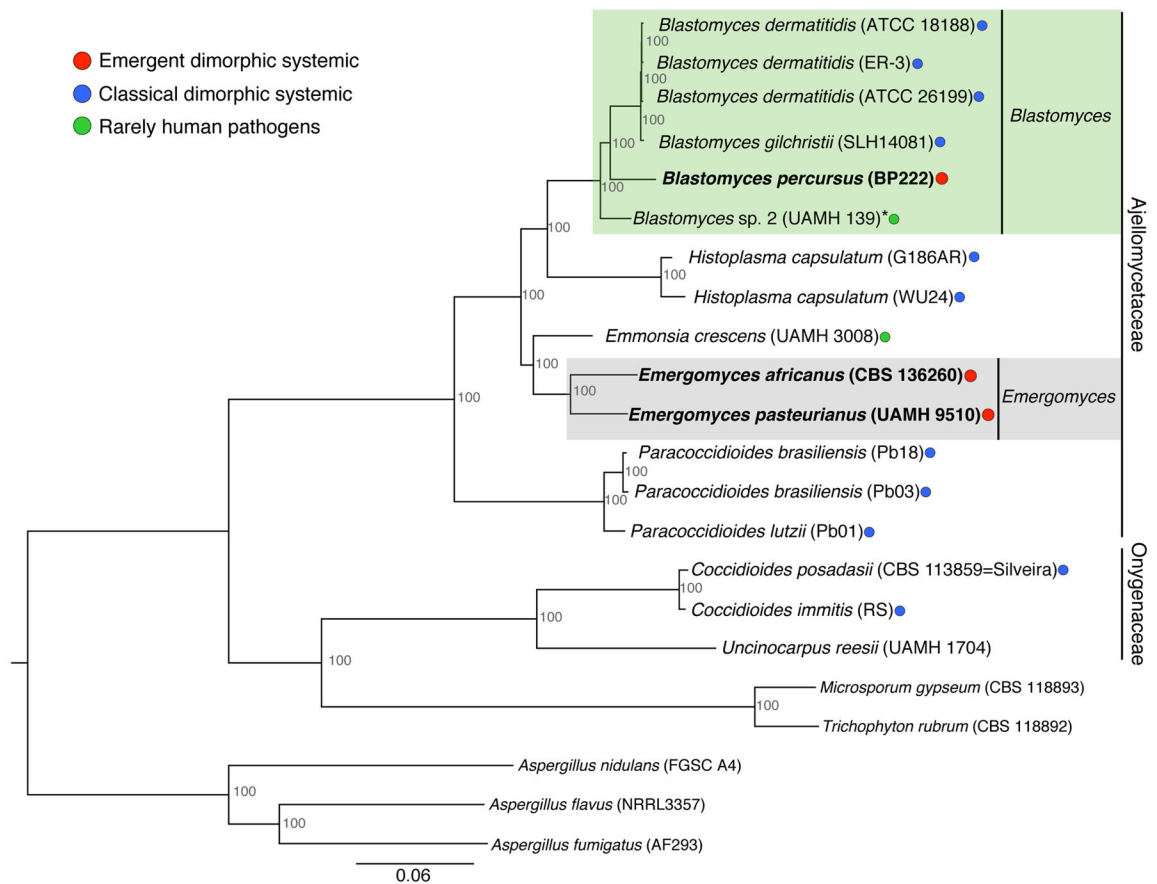 Emergent dimorphic systemic
Classical dimorphic systemic
Rarely human pathogens
Blastomyces dermatitidis (ATCC 18188)
100
Blastomyces dermatitidis (ER-3)
100
Blastomyces dermatitidis (ATCC 26199)
Blastomyces
100
Blastomyces gilchristii (SLH14081)
100
Blastomyces percursus (BP222)
100
Blastomyces sp. 2 (UAMH 139)*
100
Histoplasma capsulatum (G186AR)
100
Histoplasma capsulatum (WU24)
100
Ajellomycetaceae
Emmonsia crescens (UAMH 3008)
100
Emergomyces africanus (CBS 136260)
100
Emergomyces
100
Emergomyces pasteurianus (UAMH 9510)
Paracoccidioides brasiliensis (Pb18)
100
Paracoccidioides brasiliensis (Pb03)
100
Paracoccidioides lutzii (Pb01)
Coccidioides posadasii (CBS 113859=Silveira)
100
Onygenaceae
Coccidioides immitis (RS)
100
Uncinocarpus reesii (UAMH 1704)
100
Microsporum gypseum (CBS 118893)
100
Trichophyton rubrum (CBS 118892)
Aspergillus nidulans (FGSC A4)
100
Aspergillus flavus (NRRL3357)
100
Aspergillus fumigatus (AF293)
0.06